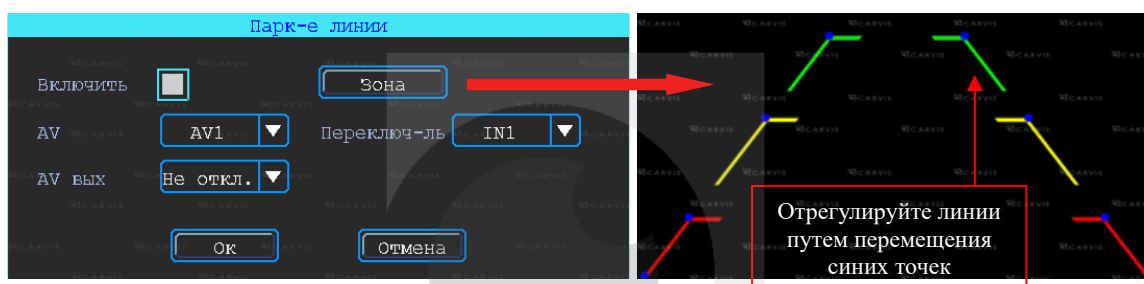 Парк-е линии
Включить
Зона
AV
AV1
Переключ-ль
IN1
AV вых
Не откл.
Ок
Отмена
Отрегулируйте линии
путем перемещения
синих точек
CARVIS